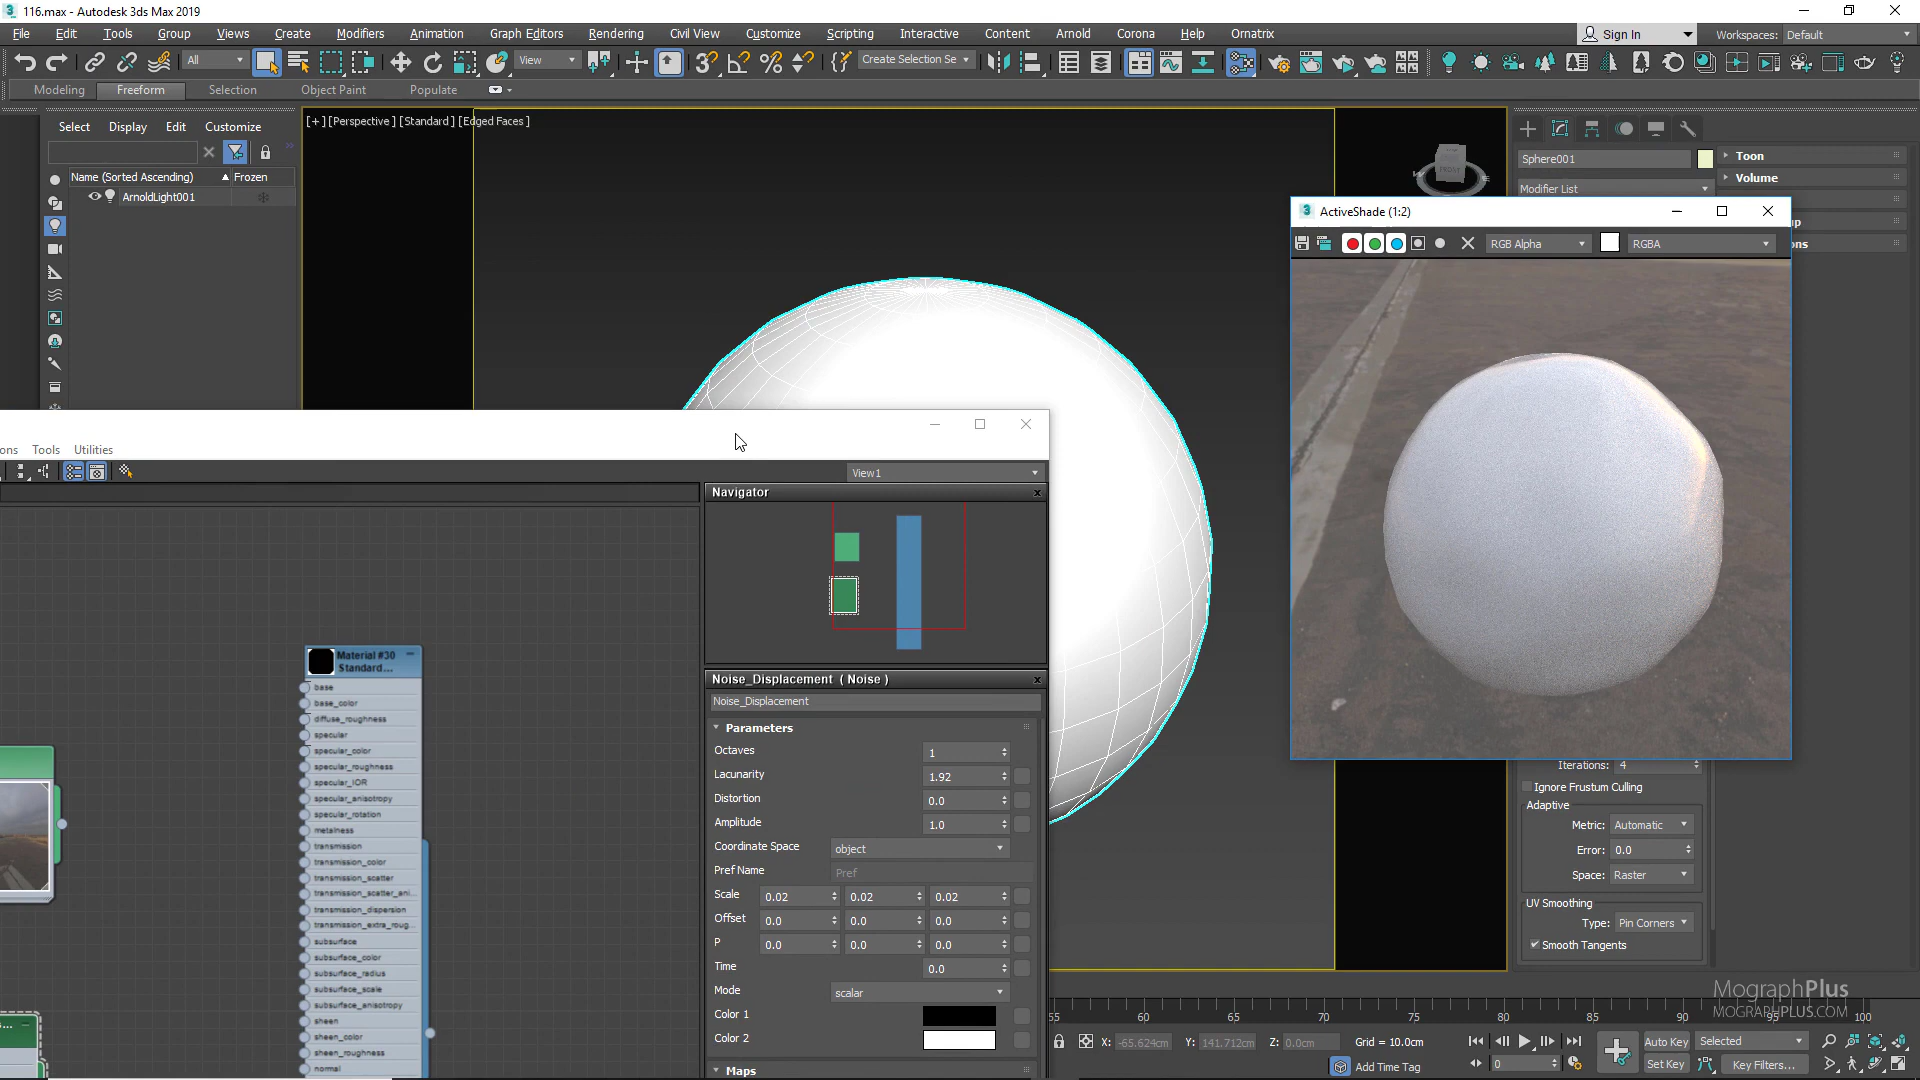 116.max - Autodesk 3ds Max 2019
File Edit Tools Group Views Create Modifiers Animation Graph Editors Rendering Civil View Customize Scripting Interactive Content Arnold Corona Help Ornatrix Sign In Workspaces: Default
All View Create Selection Se
Modeling Freeform Selection Object Paint Populate
Select Display Edit Customize
Name (Sorted Ascending) Frozen
ArnoldLight001
[+] [Perspective] [Standard] [Edged Faces]
Sphere001
Modifier List
Toon
Volume
ActiveShade (1:2)
RGB Alpha RGBA
Iterations: 4
Ignore Frustum Culling
Adaptive
Metric: Automatic
Error: 0.0
Space: Raster
UV Smoothing
Type: Pin Corners
Smooth Tangents
ons Tools Utilities
View1
Navigator
Material #30
Standard...
base
base_color
diffuse_roughness
specular
specular_color
specular_roughness
specular_IOR
specular_anisotropy
specular_rotation
metalness
transmission
transmission_color
transmission_scatter
transmission_scatter_ani...
transmission_dispersion
transmission_extra_roug...
subsurface
subsurface_color
subsurface_radius
subsurface_scale
subsurface_anisotropy
sheen
sheen_color
sheen_roughness
normal
Noise_Displacement ( Noise )
Noise_Displacement
Parameters
Octaves 1
Lacunarity 1.92
Distortion 0.0
Amplitude 1.0
Coordinate Space object
Pref Name Pref
Scale 0.02 0.02 0.02
Offset 0.0 0.0 0.0
P 0.0 0.0 0.0
Time 0.0
Mode scalar
Color 1
Color 2
Maps
MographPlus
MOGRAPHPLUS.COM
55 60 65 70 75 80 85 90 95 100
X: -65.624cm Y: 141.712cm Z: 0.0cm Grid = 10.0cm
Add Time Tag
0
Auto Key Selected
Set Key Key Filters...